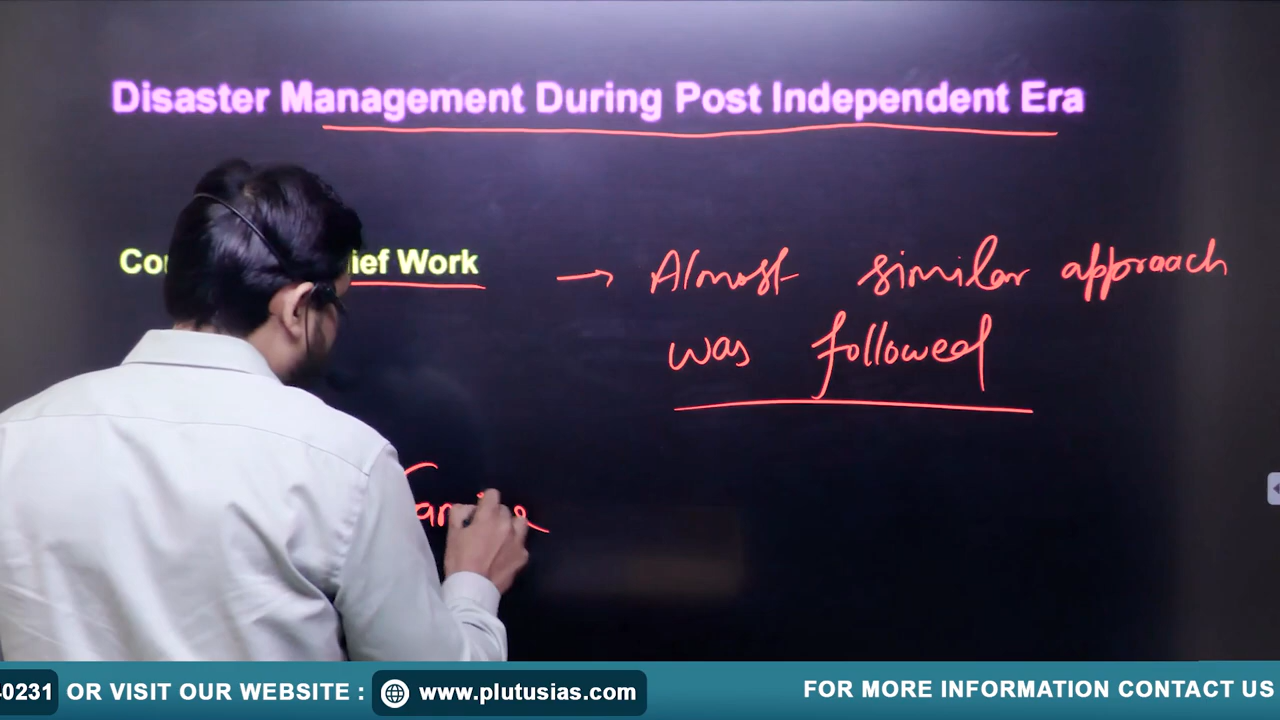 Disaster Management During Post Independent Era
ief Work
→ Almost similar approach
was followed
0231 OR VISIT OUR WEBSITE : www.plutusias.com FOR MORE INFORMATION CONTACT US